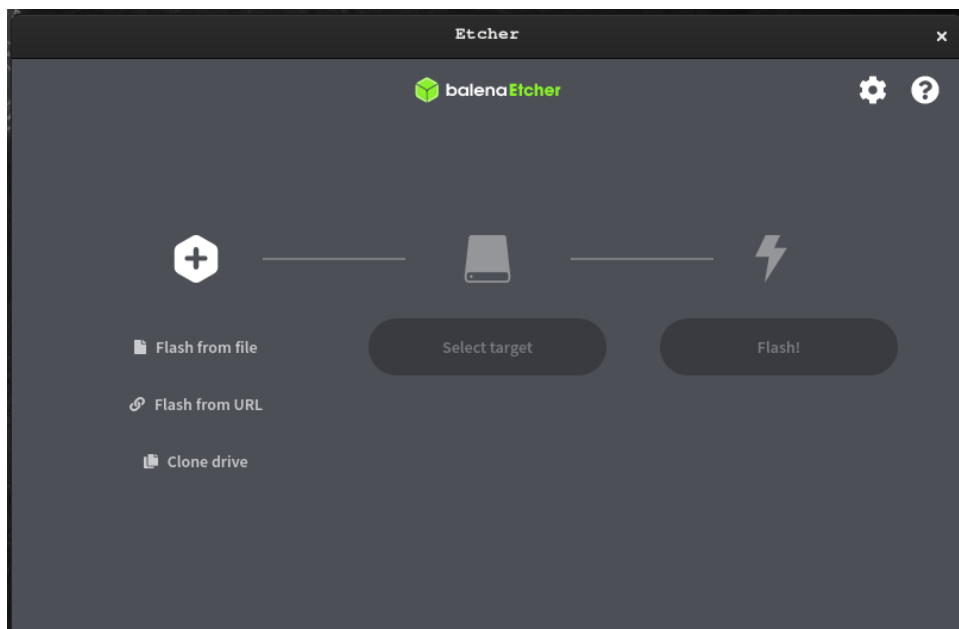 Etcher
balenaEtcher
Flash from file
Select target
Flash!
Flash from URL
Clone drive